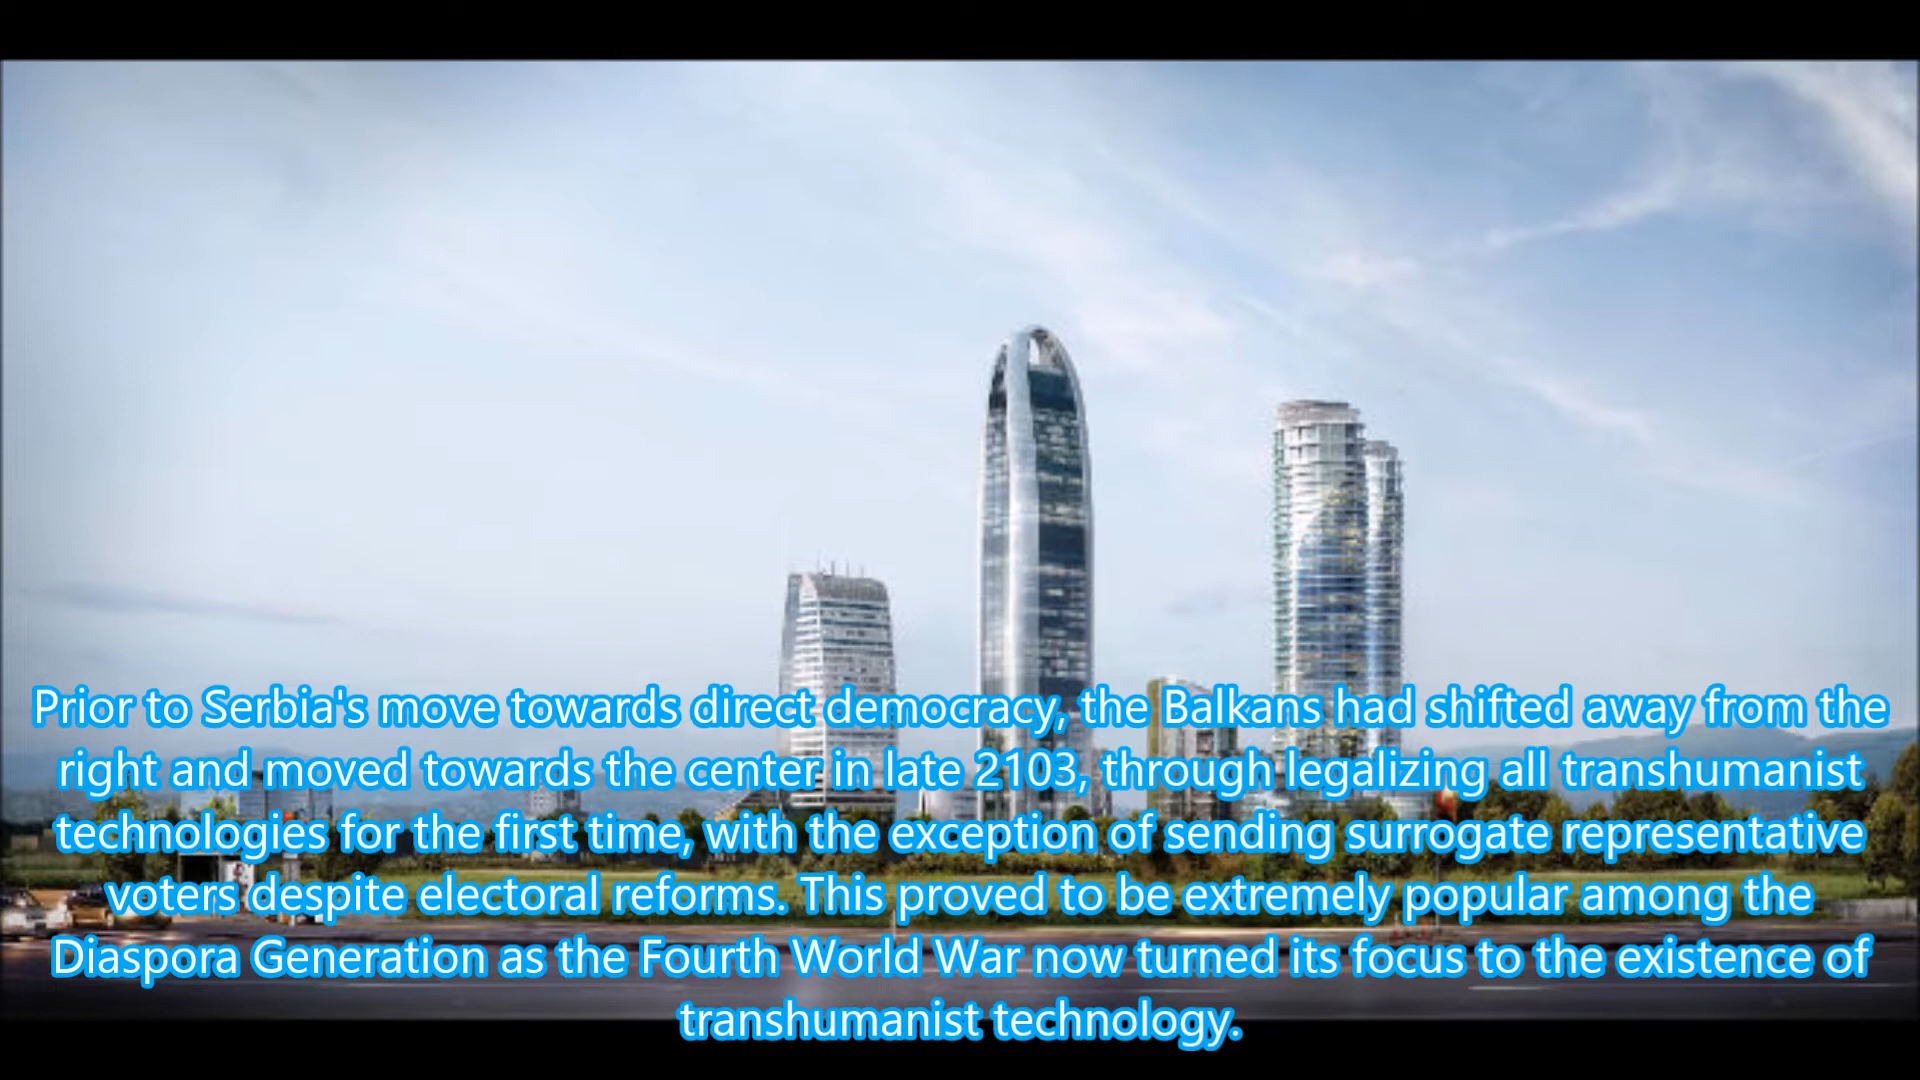 Prior to Serbia's move towards direct democracy, the Balkans had shifted away from the
right and moved towards the center in late 2103, through legalizing all transhumanist
technologies for the first time, with the exception of sending surrogate representative
voters despite electoral reforms. This proved to be extremely popular among the
Diaspora Generation as the Fourth World War now turned its focus to the existence of
transhumanist technology.